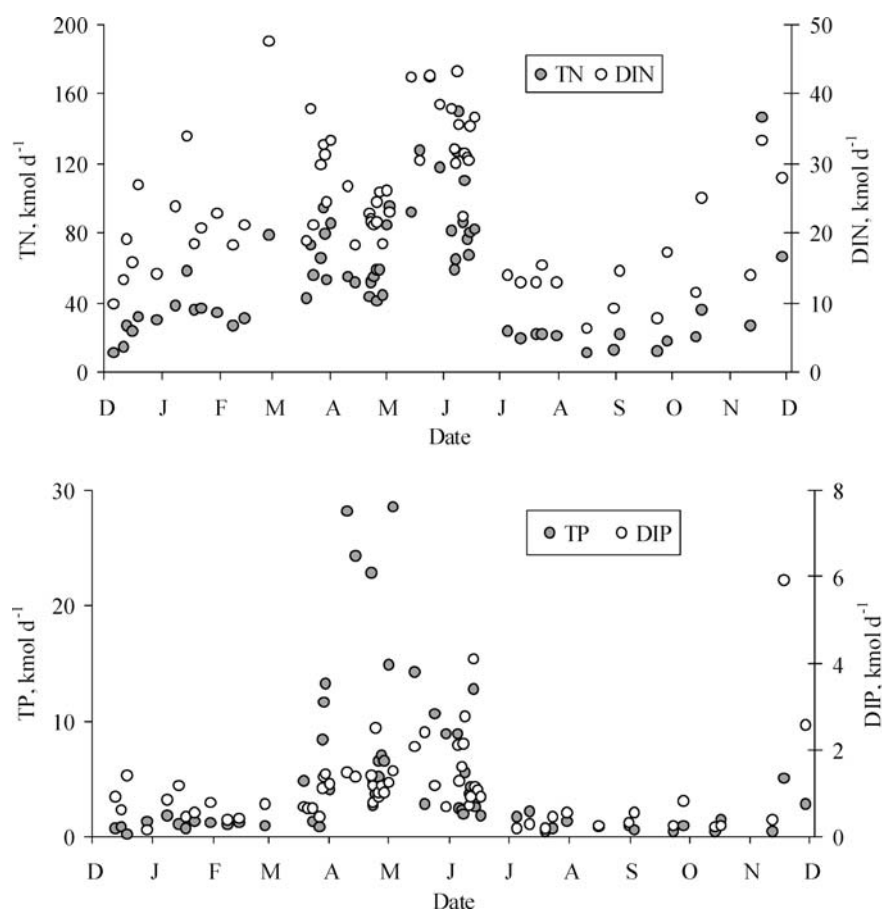 200
160
120
80
40
0
TN, kmol d⁻¹
TN DIN
50
40
30
20
10
0
DIN, kmol d⁻¹
D J F M A M J J A S O N D
Date
30
20
10
0
TP, kmol d⁻¹
TP DIP
8
6
4
2
0
DIP, kmol d⁻¹
D J F M A M J J A S O N D
Date